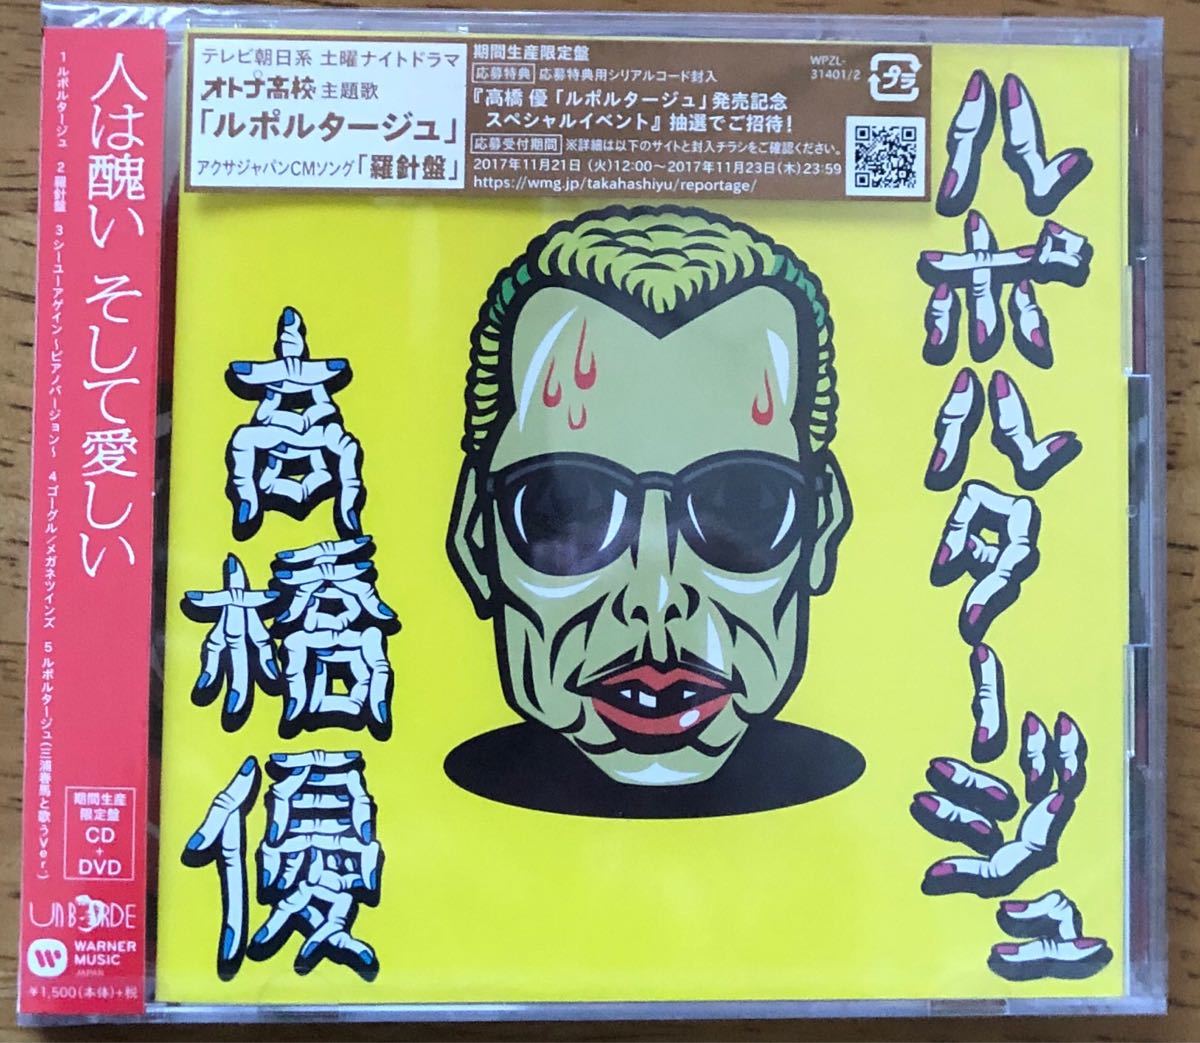 人は醜い そして愛しい
1 ルポルタージュ 2 羅針盤 3 シーユーアゲイン～ピアノバージョン～ 4 ゴーグル/メガネツインズ 5 ルポルタージュ(三浦春馬と歌うVer.)
期間生産
限定盤
CD
+
DVD
unBORDE
WARNER
MUSIC
JAPAN
¥1,500(本体)+税
テレビ朝日系 土曜ナイトドラマ
オトナ高校 主題歌
「ルポルタージュ」
アクサジャパンCMソング「羅針盤」
期間生産限定盤
応募特典 応募特典用シリアルコード封入
『高橋 優「ルポルタージュ」発売記念
スペシャルイベント』抽選でご招待!
応募受付期間 ※詳細は以下のサイトと封入チラシをご確認ください。
2017年11月21日(火)12:00～2017年11月23日(木)23:59
https://wmg.jp/takahashiyu/reportage/
WPZL-
31401/2
プラ
ルポルタージュ
高橋優